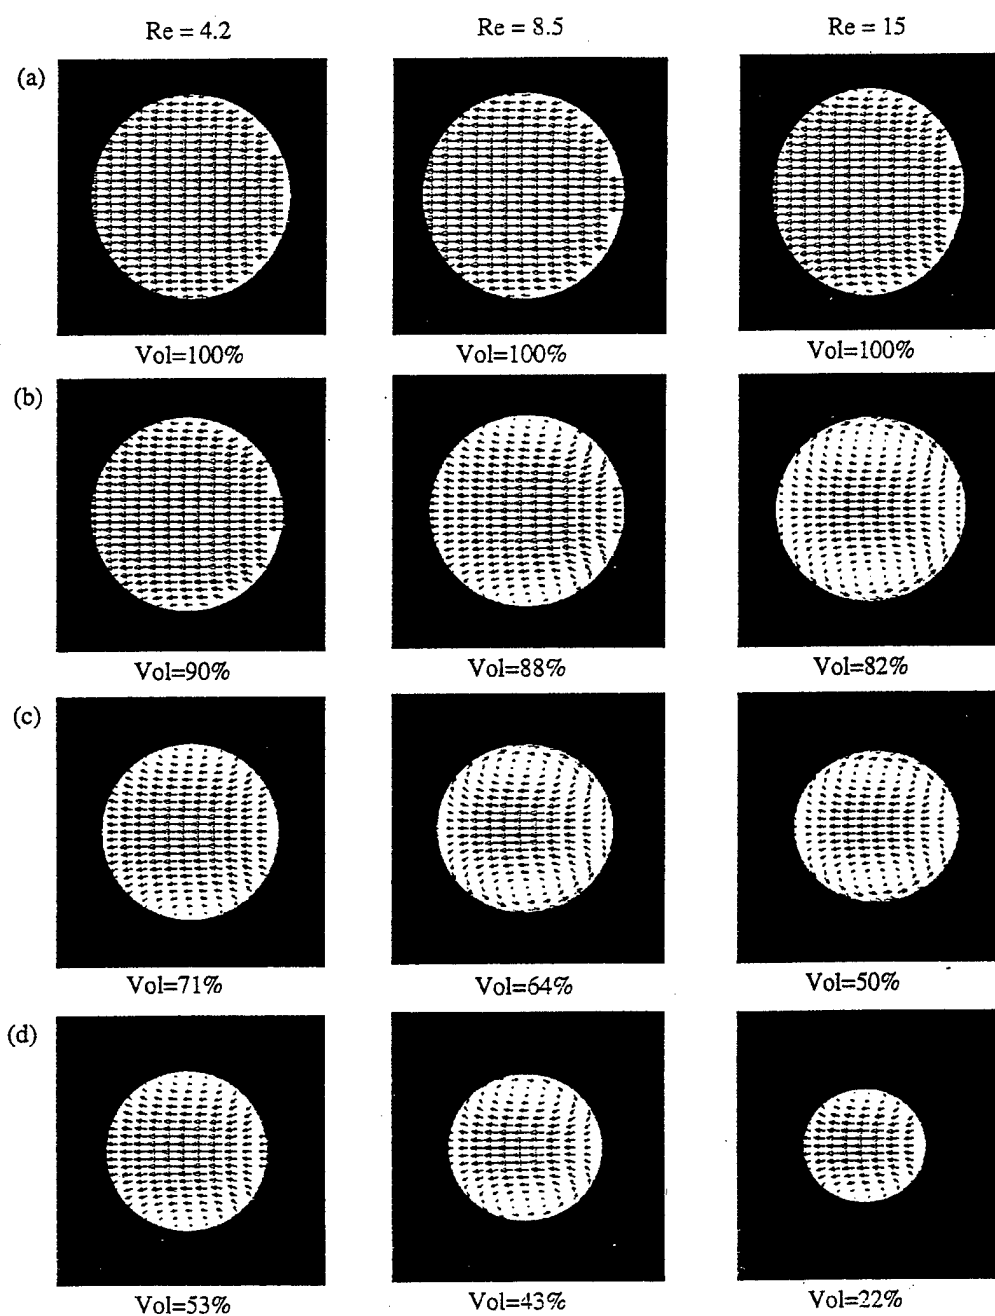 Re = 4.2 Re = 8.5 Re = 15
(a)
Vol=100% Vol=100% Vol=100%
(b)
Vol=90% Vol=88% Vol=82%
(c)
Vol=71% Vol=64% Vol=50%
(d)
Vol=53% Vol=43% Vol=22%